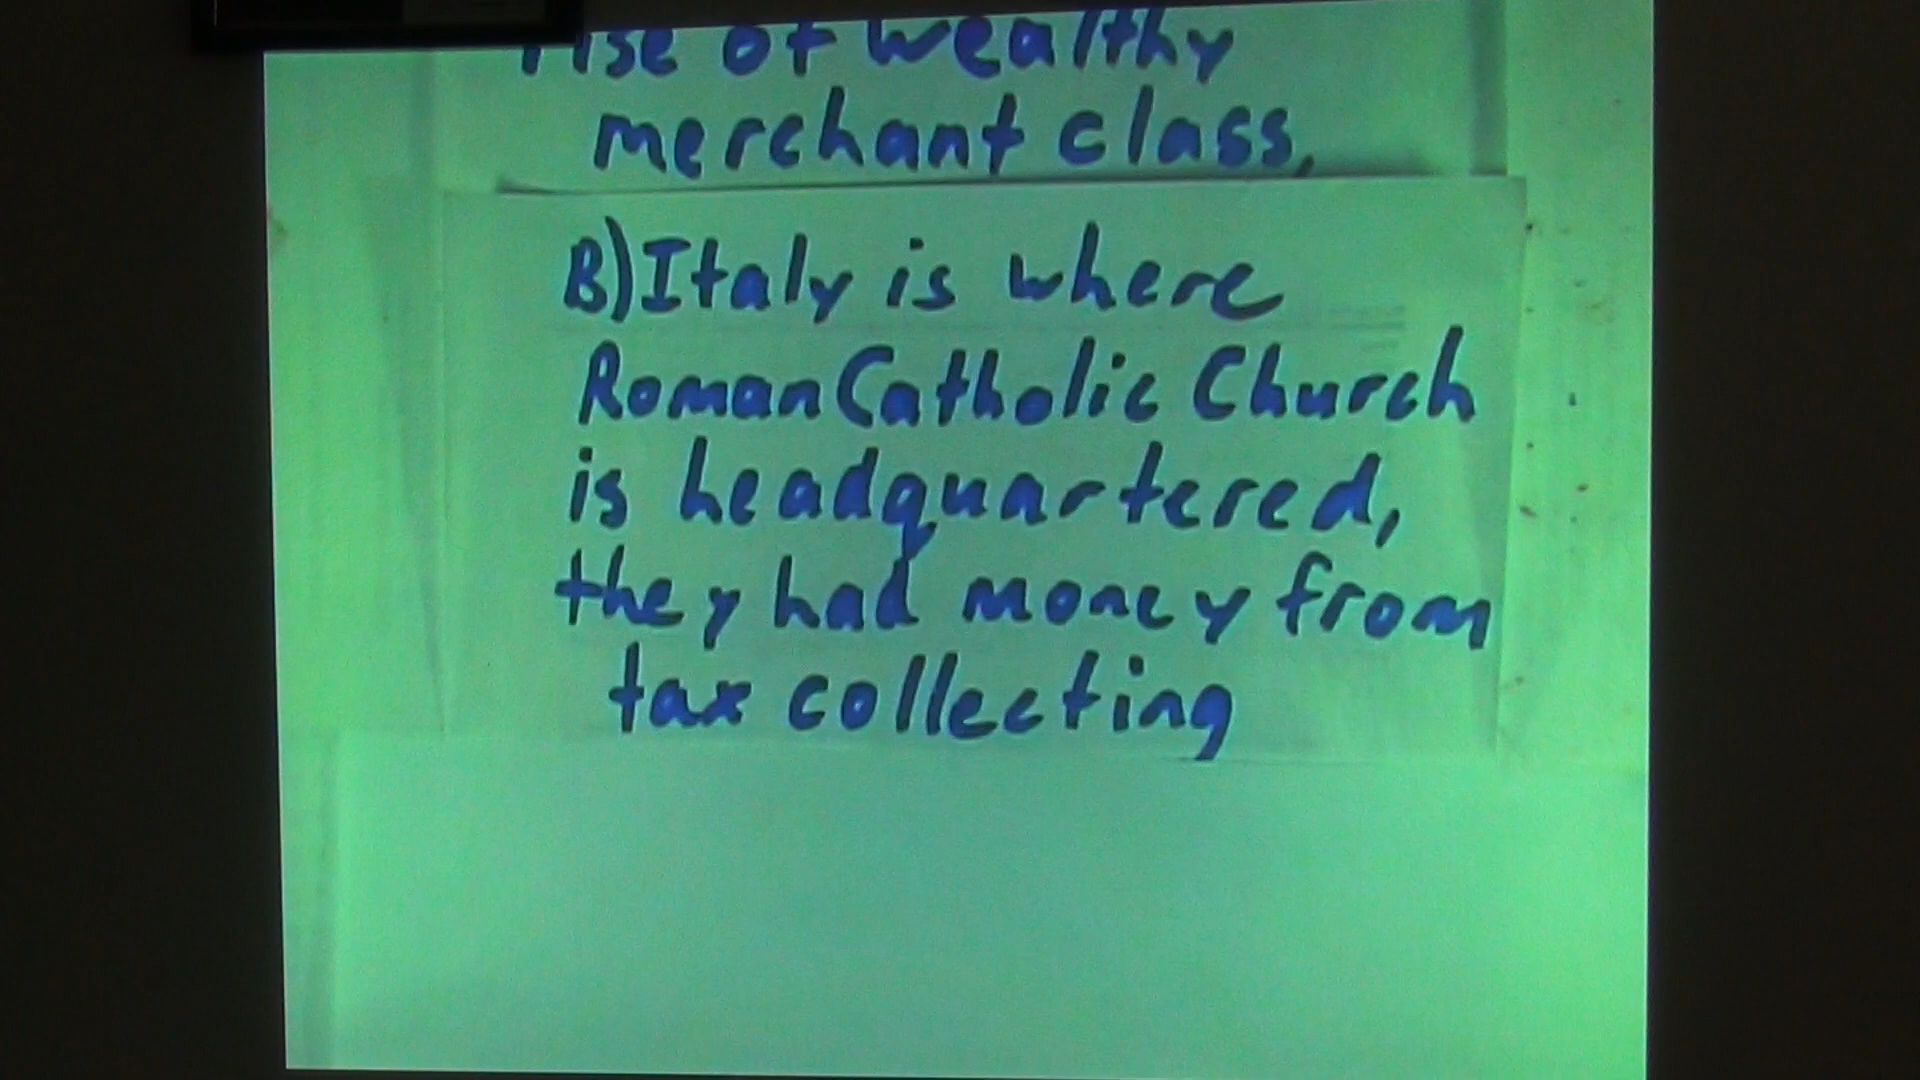 rise of wealthy
merchant class,
B) Italy is where
Roman Catholic Church
is headquartered,
they had money from
tax collecting